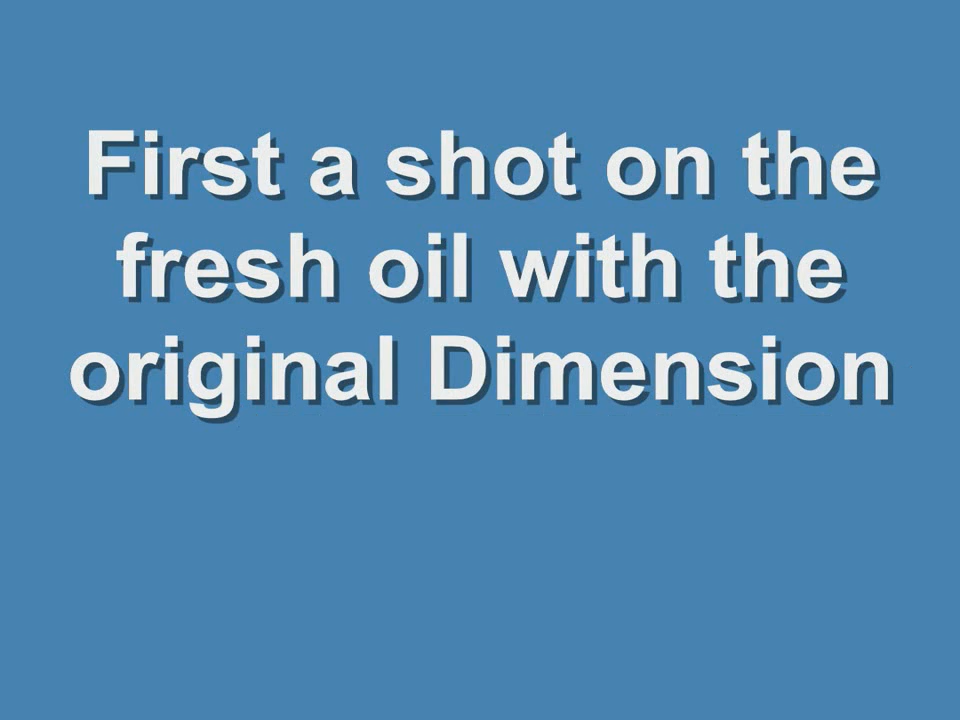 First a shot on the
fresh oil with the
original Dimension